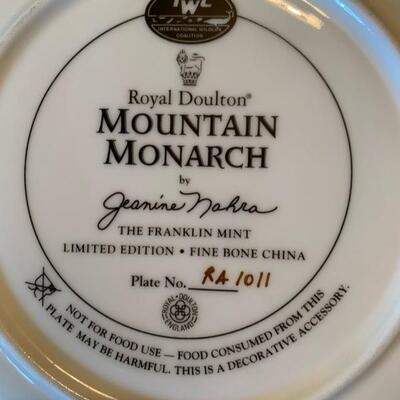 IWC
INTERNATIONAL WILDLIFE
COALITION
Royal Doulton®
MOUNTAIN
MONARCH
by
Jeanine Nahra
THE FRANKLIN MINT
LIMITED EDITION • FINE BONE CHINA
Plate No. RA1011
ROYAL DOULTON
ENGLAND
NOT FOR FOOD USE — FOOD CONSUMED FROM THIS
PLATE MAY BE HARMFUL. THIS IS A DECORATIVE ACCESSORY.